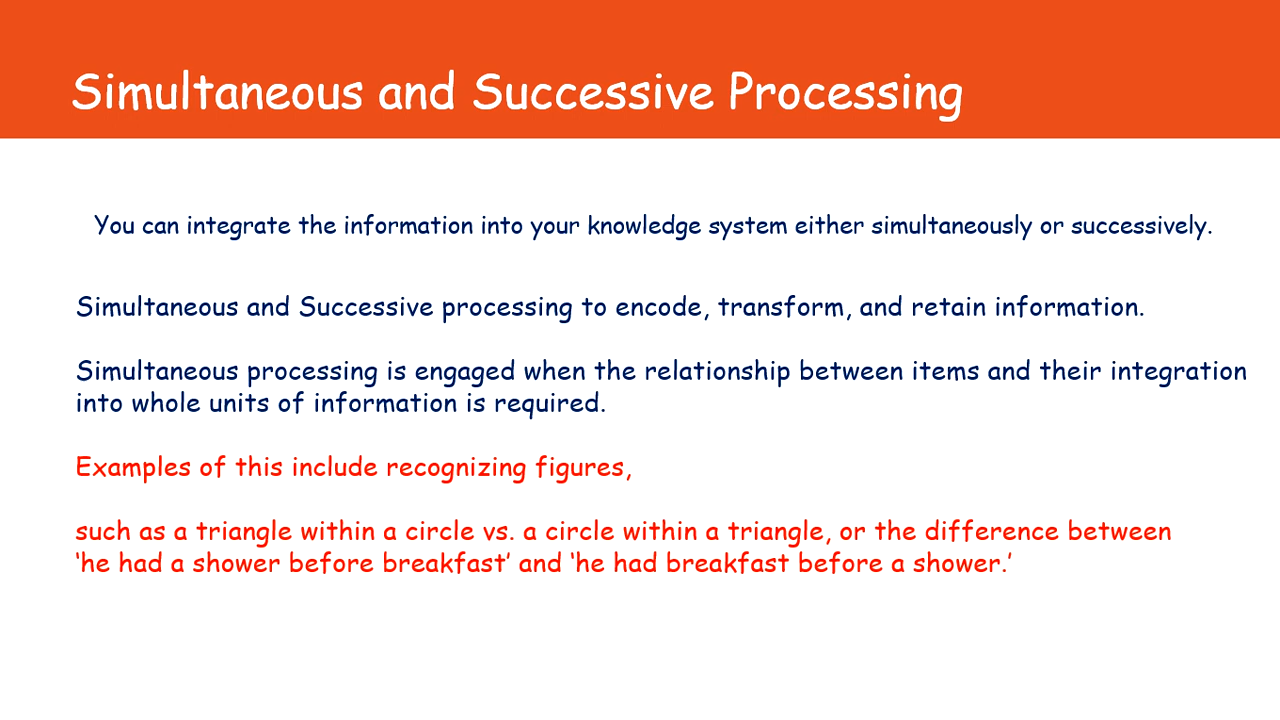 Simultaneous and Successive Processing
You can integrate the information into your knowledge system either simultaneously or successively.
Simultaneous and Successive processing to encode, transform, and retain information.
Simultaneous processing is engaged when the relationship between items and their integration
into whole units of information is required.
Examples of this include recognizing figures,
such as a triangle within a circle vs. a circle within a triangle, or the difference between
‘he had a shower before breakfast’ and ‘he had breakfast before a shower.’